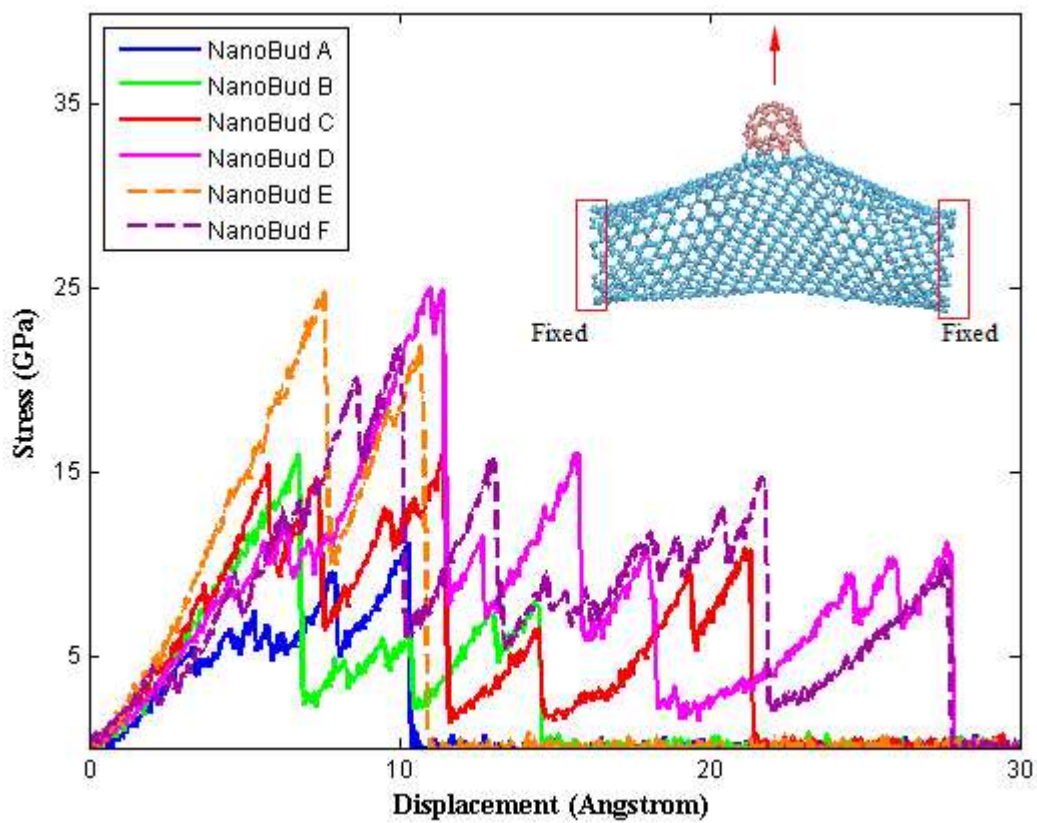 NanoBud A
NanoBud B
NanoBud C
NanoBud D
NanoBud E
NanoBud F
Fixed
Fixed
35
25
15
5
Stress (GPa)
0
10
20
30
Displacement (Angstrom)